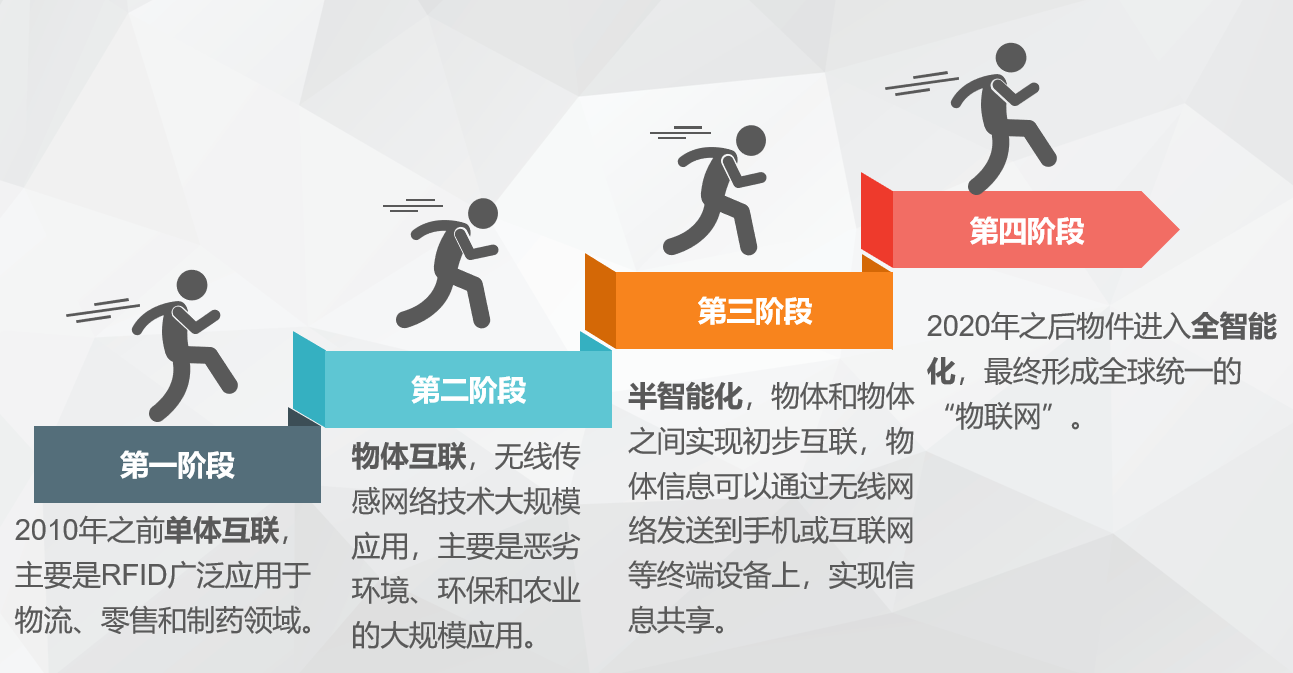 第一阶段
2010年之前单体互联，
主要是RFID广泛应用于
物流、零售和制药领域。
第二阶段
物体互联，无线传
感网络技术大规模
应用，主要是恶劣
环境、环保和农业
的大规模应用。
第三阶段
半智能化，物体和物体
之间实现初步互联，物
体信息可以通过无线网
络发送到手机或互联网
等终端设备上，实现信
息共享。
第四阶段
2020年之后物件进入全智能
化，最终形成全球统一的
“物联网”。